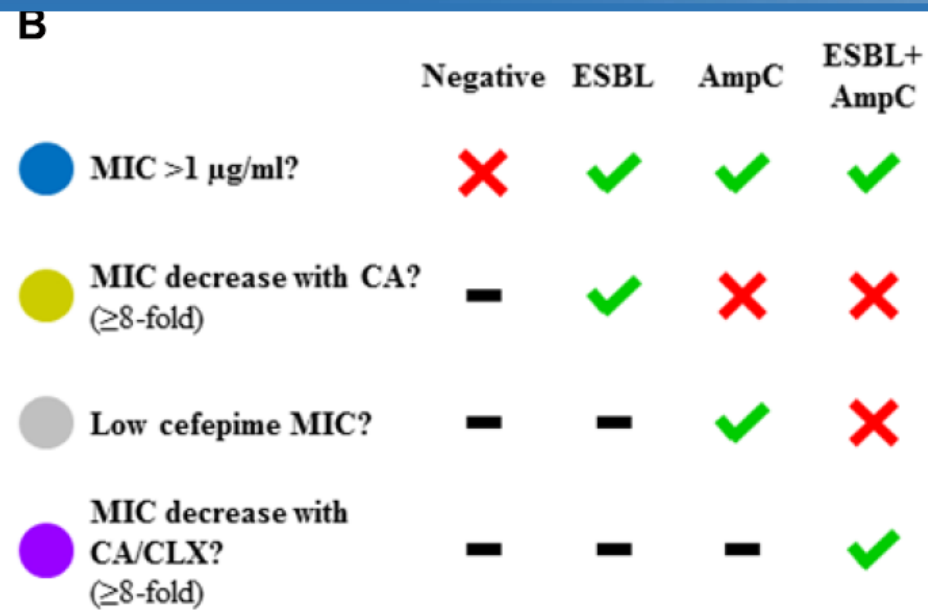 B
Negative ESBL AmpC ESBL+
AmpC
MIC >1 μg/ml?
MIC decrease with CA?
(≥8-fold)
Low cefepime MIC?
MIC decrease with
CA/CLX?
(≥8-fold)